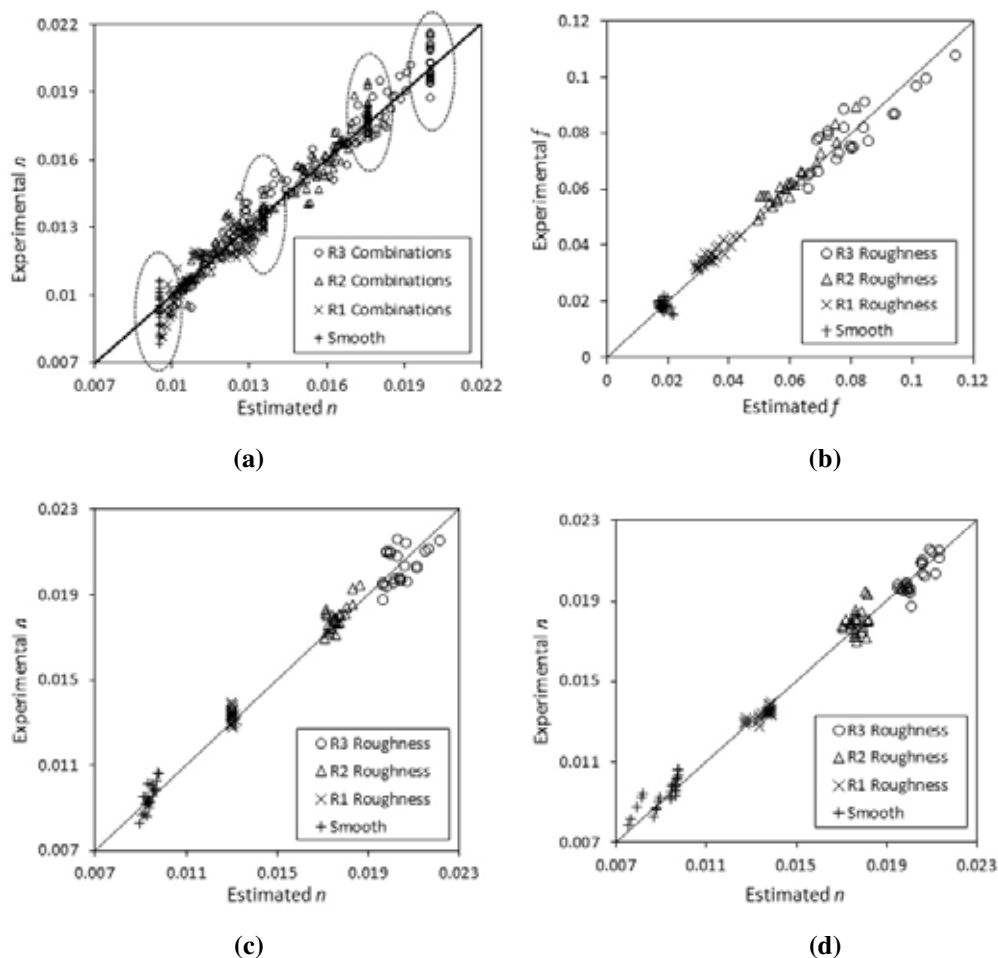 0.022
0.019
0.016
0.013
0.01
0.007
Experimental n
R3 Combinations
R2 Combinations
R1 Combinations
Smooth
0.007 0.01 0.013 0.016 0.019 0.022
Estimated n
(a)
0.12
0.1
0.08
0.06
0.04
0.02
0
Experimental f
R3 Roughness
R2 Roughness
R1 Roughness
Smooth
0 0.02 0.04 0.06 0.08 0.1 0.12
Estimated f
(b)
0.023
0.019
0.015
0.011
0.007
Experimental n
R3 Roughness
R2 Roughness
R1 Roughness
Smooth
0.007 0.011 0.015 0.019 0.023
Estimated n
(c)
0.023
0.019
0.015
0.011
0.007
Experimental n
R3 Roughness
R2 Roughness
R1 Roughness
Smooth
0.007 0.011 0.015 0.019 0.023
Estimated n
(d)